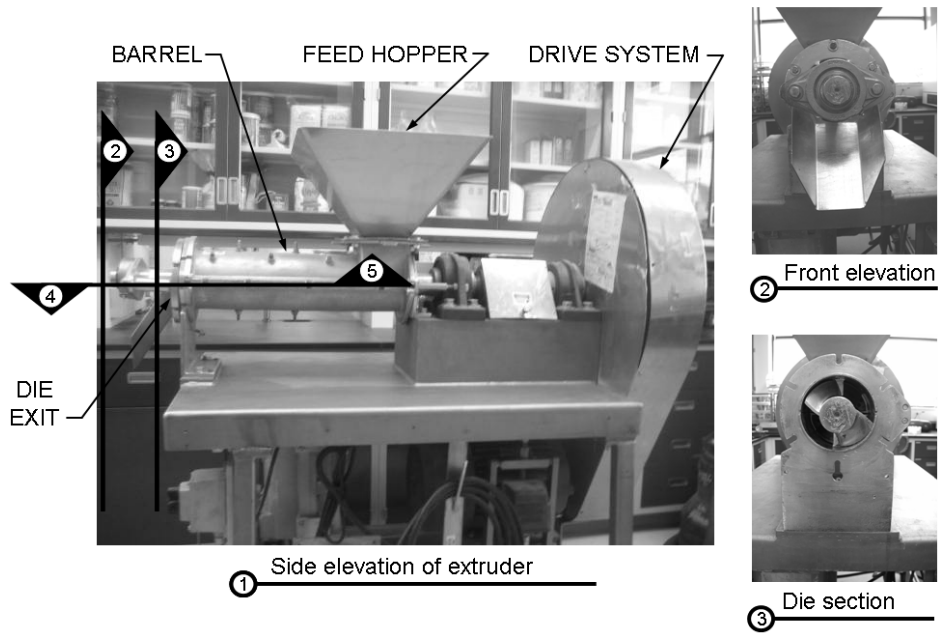 BARREL
FEED HOPPER
DRIVE SYSTEM
2
3
5
4
DIE
EXIT
1
Side elevation of extruder
2
Front elevation
3
Die section